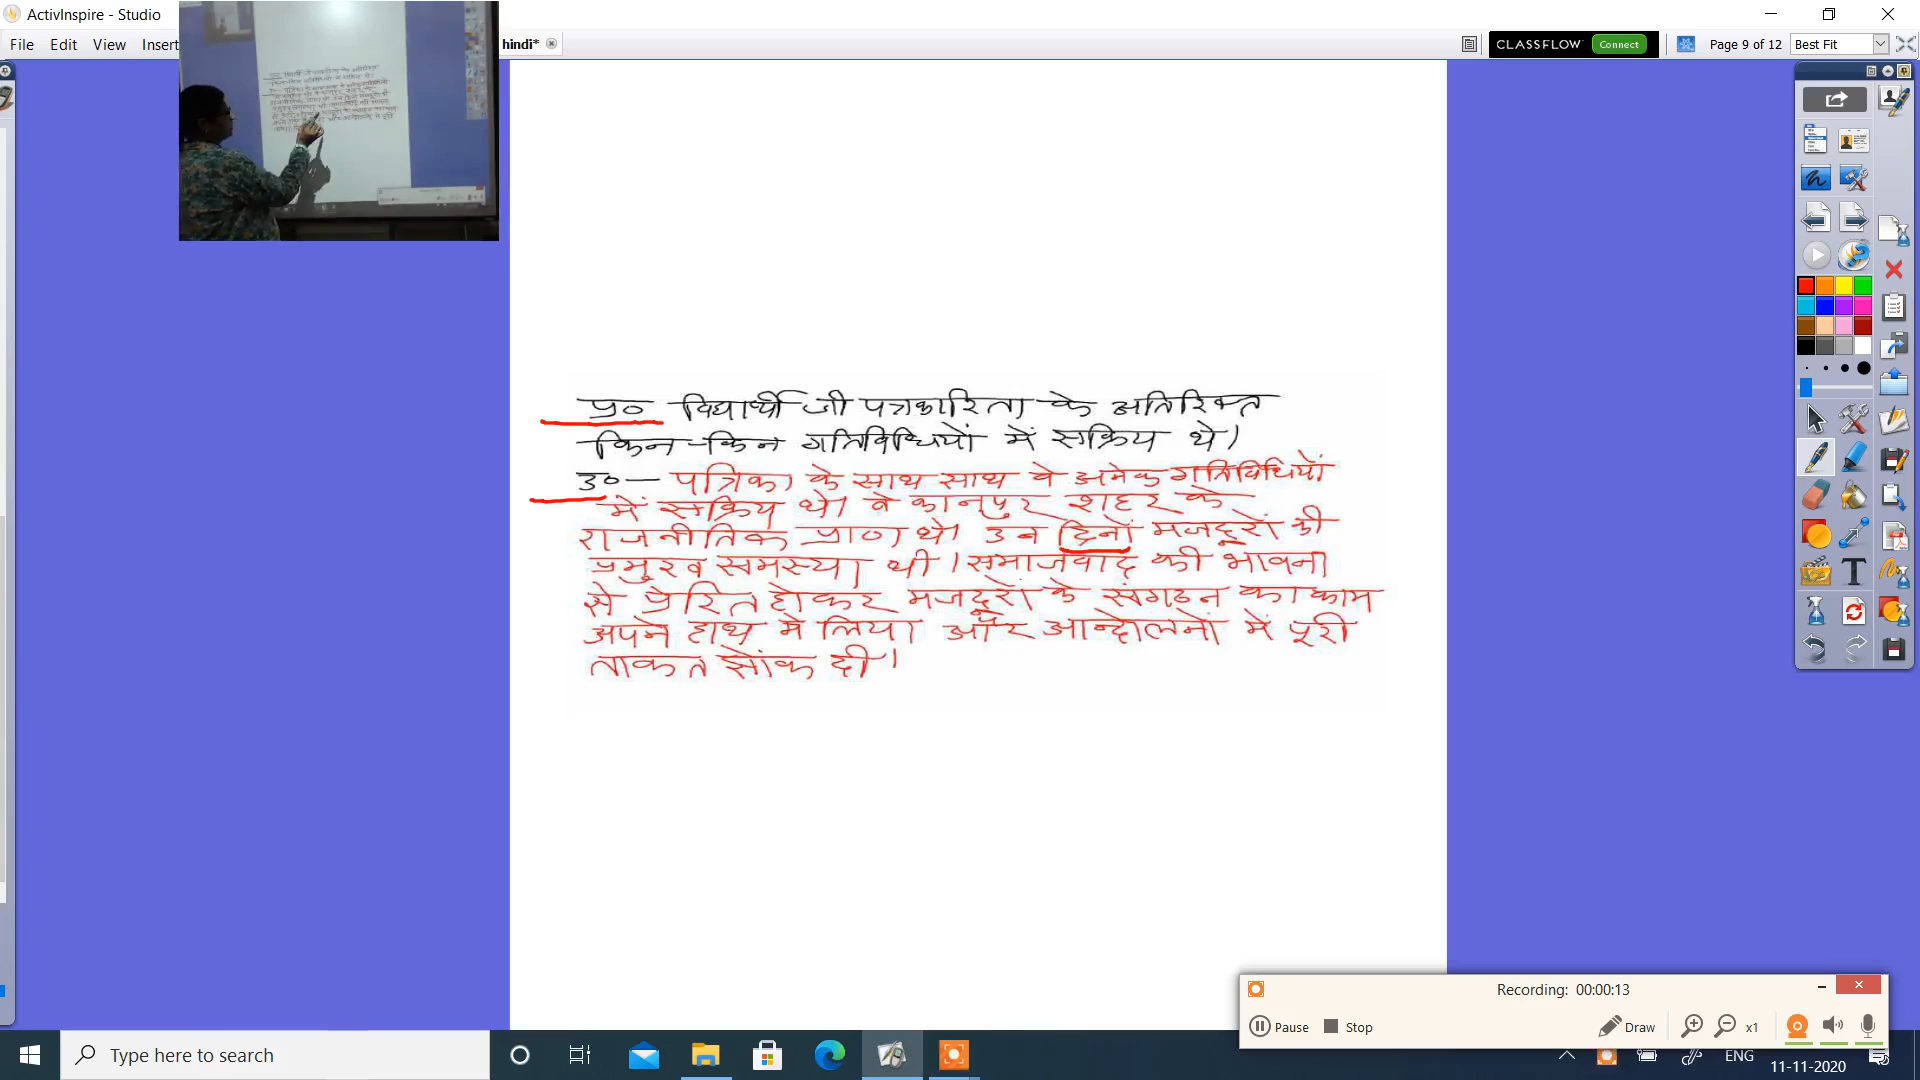 ActivInspire - Studio
File Edit View Insert hindi* CLASSFLOW Connect Page 9 of 12 Best Fit
प्र० विद्यार्थी जी पत्रकारिता के अतिरिक्त
किन-किन गतिविधियों में सक्रिय थे।
उ०— पत्रिका के साथ साथ वे अनेक गतिविधियों
में सक्रिय थे। वे कानपुर शहर के
राजनीतिक प्राण थे। उन दिनों मजदूरों की
प्रमुख समस्या थी। समाजवाद की भावना
से प्रेरित होकर मजदूरों के संगठन का काम
अपने हाथ मे लिया और आन्दोलनों में पूरी
ताकत झोंक दी।
Recording: 00:00:13
Pause Stop Draw x1
Type here to search
ENG
11-11-2020